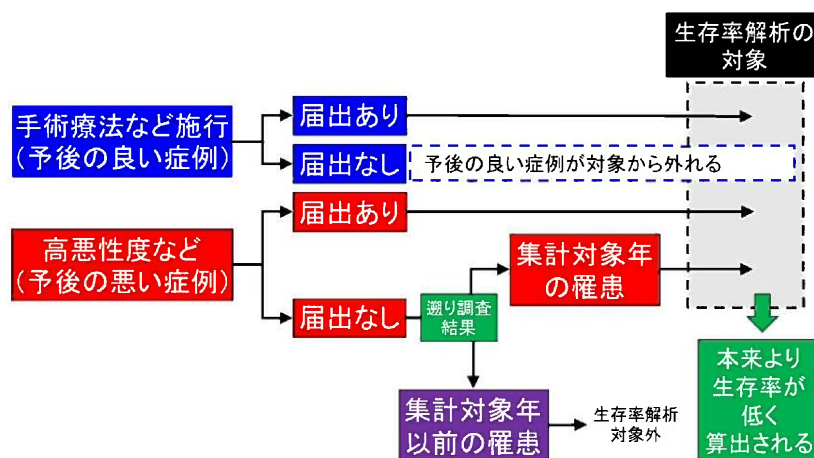 生存率解析の
対象
手術療法など施行
(予後の良い症例)
届出あり
届出なし
予後の良い症例が対象から外れる
高悪性度など
(予後の悪い症例)
届出あり
届出なし
遡り調査
結果
集計対象年
の罹患
集計対象年
以前の罹患
生存率解析
対象外
本来より
生存率が
低く
算出される